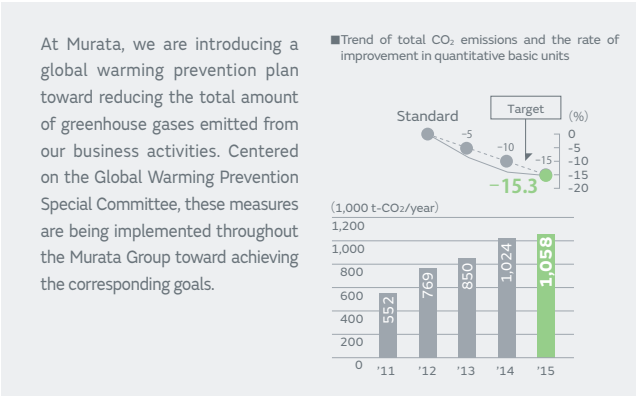 At Murata, we are introducing a
global warming prevention plan
toward reducing the total amount
of greenhouse gases emitted from
our business activities. Centered
on the Global Warming Prevention
Special Committee, these measures
are being implemented throughout
the Murata Group toward achieving
the corresponding goals.
■Trend of total CO₂ emissions and the rate of
improvement in quantitative basic units
Standard
Target
(%)
0
-5
-10
-15
-20
-5
-10
-15
-15.3
(1,000 t-CO₂/year)
1,200
1,000
800
600
400
200
0
552
769
850
1,024
1,058
'11 '12 '13 '14 '15